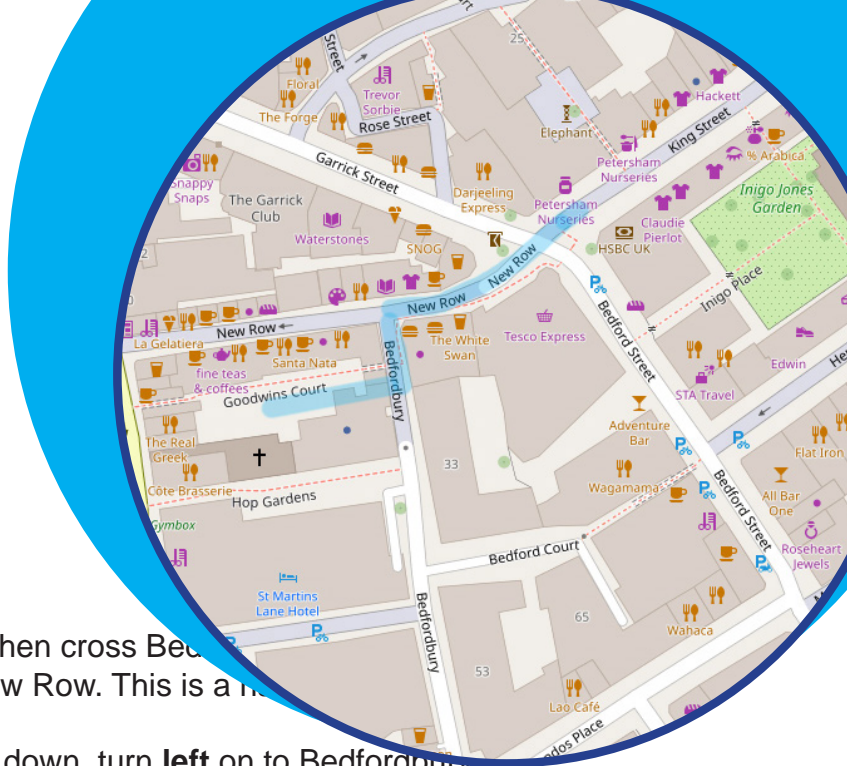 25
Street
Floral
The Forge
Trevor
Sorbie
Rose Street
Elephant
Hackett
King Street
Petersham
Nurseries
% Arabica
Garrick Street
Snappy
Snaps
The Garrick
Club
Waterstones
Darjeeling
Express
Petersham
Nurseries
Inigo Jones
Garden
Claudie
Pierlot
SNOG
HSBC UK
New Row
Inigo Place
New Row
New Row
La Gelatiera
Bedford Street
Tesco Express
The White
Swan
Santa Nata
fine teas
& coffees
Bedfordbury
Goodwins Court
Edwin
STA Travel
Adventure
Bar
The Real
Greek
33
Flat Iron
Côte Brasserie
Wagamama
All Bar
One
Hop Gardens
Bedford Street
Gymbox
Bedford Court
Roseheart
Jewels
St Martins
Lane Hotel
Bedfordbury
65
Wahaca
53
Lao Café
hen cross
w Row. This is a
down, turn left on to